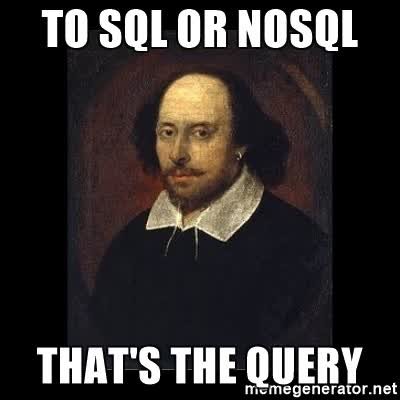 TO SQL OR NOSQL
THAT'S THE QUERY
memegenerator.net